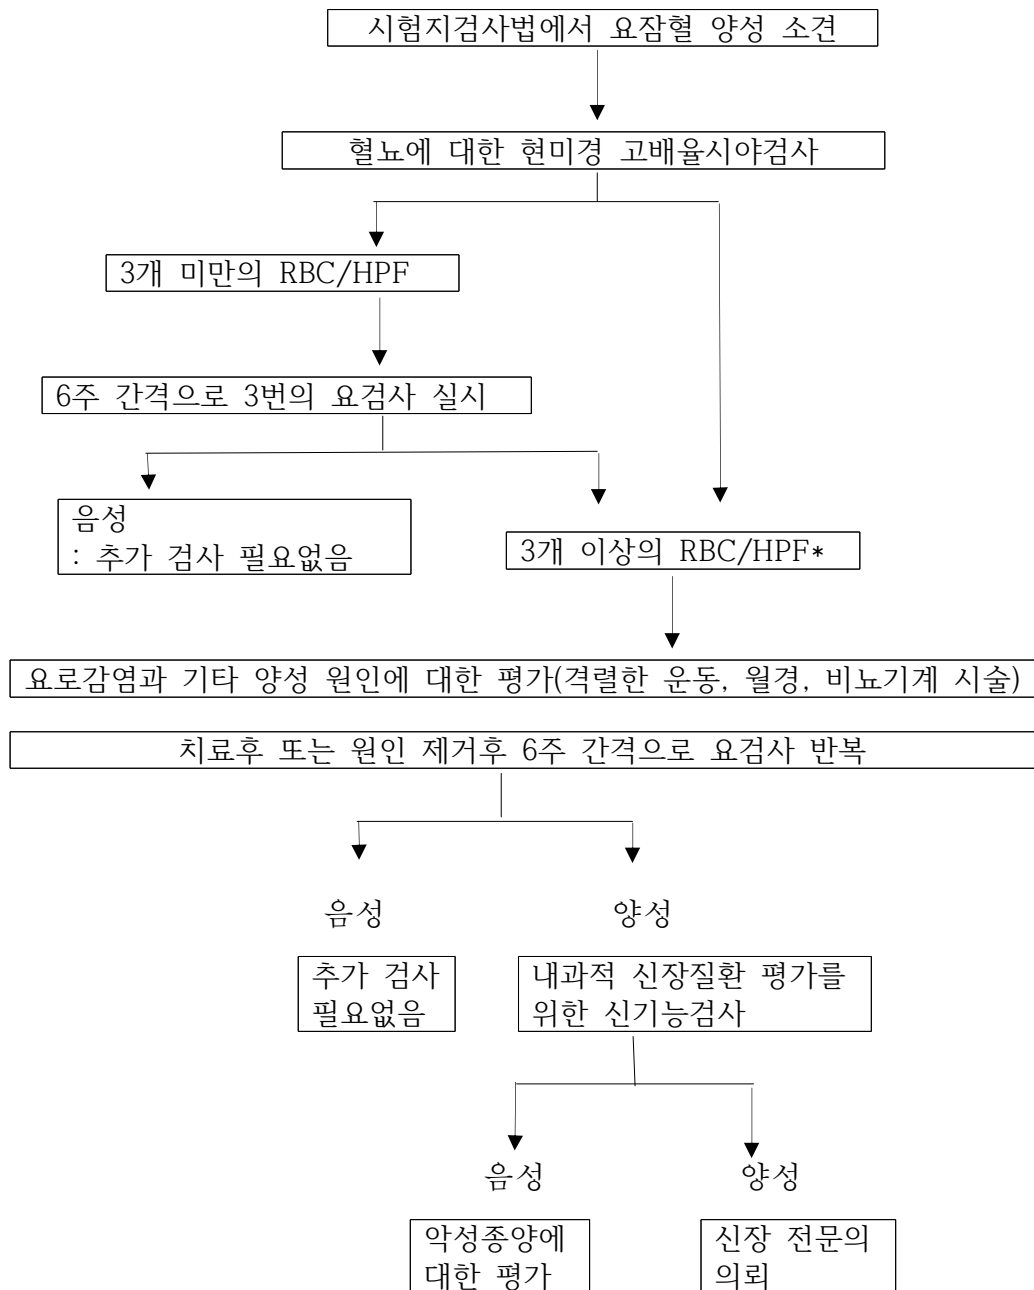 시험지검사법에서 요잠혈 양성 소견
혈뇨에 대한 현미경 고배율시야검사
3개 미만의 RBC/HPF
6주 간격으로 3번의 요검사 실시
음성
: 추가 검사 필요없음
3개 이상의 RBC/HPF*
요로감염과 기타 양성 원인에 대한 평가(격렬한 운동, 월경, 비뇨기계 시술)
치료후 또는 원인 제거후 6주 간격으로 요검사 반복
음성
양성
추가 검사
필요없음
내과적 신장질환 평가를
위한 신기능검사
음성
양성
악성종양에
대한 평가
신장 전문의
의뢰